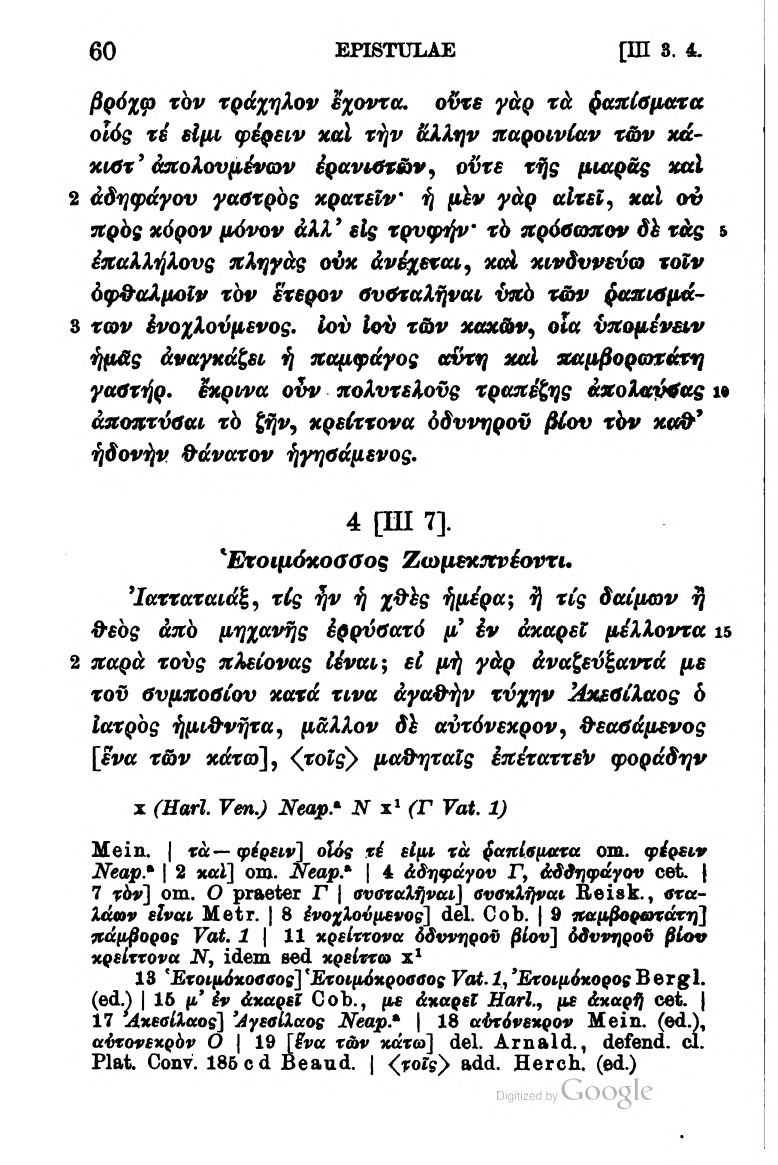 60 EPISTULAE [III 3. 4.
βρόχῳ τὸν τράχηλον ἔχοντα. οὔτε γὰρ τὰ ῥαπίσματα
οἷός τέ εἰμι φέρειν καὶ τὴν ἄλλην παροινίαν τῶν κά-
κιστ' ἀπολουμένων ἐρανιστῶν, οὔτε τῆς μιαρᾶς καὶ
2 ἀδηφάγου γαστρὸς κρατεῖν· ἡ μὲν γὰρ αἰτεῖ, καὶ οὐ
πρὸς κόρον μόνον ἀλλ' εἰς τρυφήν· τὸ πρόσωπον δὲ τὰς 5
ἐπαλλήλους πληγὰς οὐκ ἀνέχεται, καὶ κινδυνεύω τοῖν
ὀφθαλμοῖν τὸν ἕτερον συσταλῆναι ὑπὸ τῶν ῥαπισμά-
3 των ἐνοχλούμενος. ἰοὺ ἰοὺ τῶν κακῶν, οἷα ὑπομένειν
ἡμᾶς ἀναγκάζει ἡ παμφάγος αὕτη καὶ παμβορωτάτη
γαστήρ. ἔκρινα οὖν πολυτελοῦς τραπέζης ἀπολαύσας 10
ἀποπτύσαι τὸ ζῆν, κρείττονα ὀδυνηροῦ βίου τὸν καθ'
ἡδονὴν θάνατον ἡγησάμενος.
4 [III 7].
Ἑτοιμόκοσσος Ζωμεκπνέοντι.
Ἰατταταιάξ, τίς ἦν ἡ χθὲς ἡμέρα; ἢ τίς δαίμων ἢ
θεὸς ἀπὸ μηχανῆς ἐρρύσατό μ' ἐν ἀκαρεῖ μέλλοντα 15
2 παρὰ τοὺς πλείονας ἰέναι; εἰ μὴ γὰρ ἀναζεύξαντά με
τοῦ συμποσίου κατά τινα ἀγαθὴν τύχην Ἀκεσίλαος ὁ
ἰατρὸς ἡμιθνῆτα, μᾶλλον δὲ αὐτόνεκρον, θεασάμενος
[ἕνα τῶν κάτω], ⟨τοῖς⟩ μαθηταῖς ἐπέταττεν φοράδην
x (Harl. Ven.) Neap.ᵃ N x¹ (Γ Vat. 1)
Mein. | τὰ — φέρειν] οἷός τέ εἰμι τὰ ῥαπίσματα om. φέρειν
Neap.ᵃ | 2 καὶ] om. Neap.ᵃ | 4 ἀδηφάγου Γ, ἀδδηφάγου cet. |
7 τὸν] om. O praeter Γ | συσταλῆναι] συσκλῆναι Reisk., στα-
λάων εἶναι Metr. | 8 ἐνοχλούμενος] del. Cob. | 9 παμβορωτάτη]
πάμβορος Vat. 1 | 11 κρείττονα ὀδυνηροῦ βίου] ὀδυνηροῦ βίου
κρείττονα N, idem sed κρείττω x¹
13 Ἑτοιμόκοσσος] Ἑτοιμόκροσσος Vat. 1, Ἑτοιμόκορος Bergl.
(ed.) | 15 μ' ἐν ἀκαρεῖ Cob., με ἀκαρεῖ Harl., με ἀκαρῆ cet. |
17 Ἀκεσίλαος] Ἀγεσίλαος Neap.ᵃ | 18 αὐτόνεκρον Mein. (ed.),
αὐτονεκρὸν O | 19 [ἕνα τῶν κάτω] del. Arnald., defend. cl.
Plat. Conv. 185 c d Beaud. | ⟨τοῖς⟩ add. Herch. (ed.)
Digitized by Google